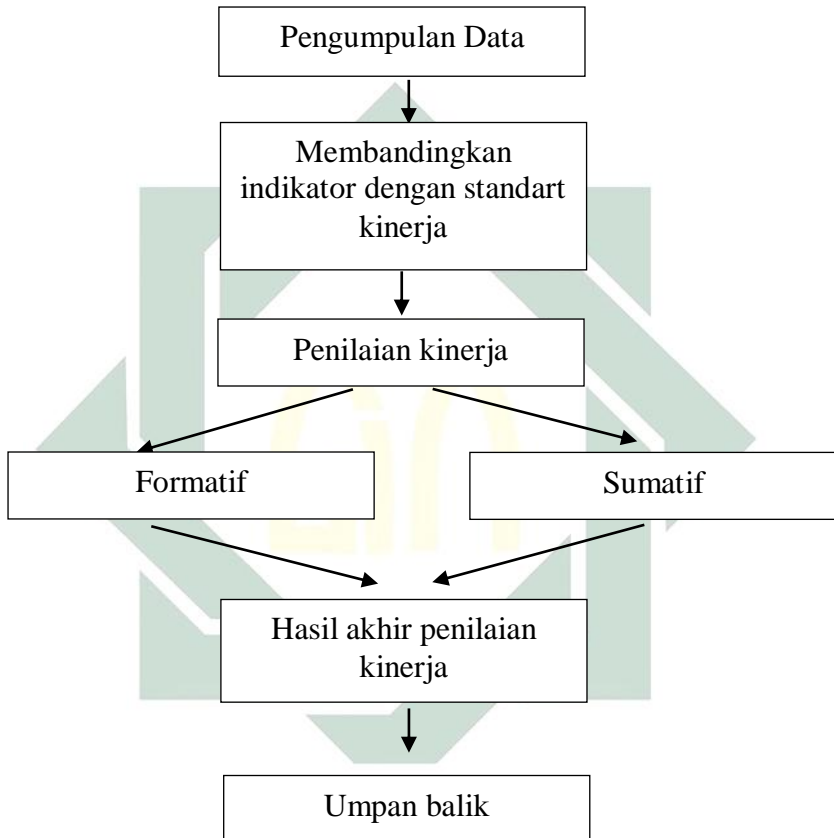 Pengumpulan Data
Membandingkan
indikator dengan standart
kinerja
Penilaian kinerja
Formatif
Sumatif
Hasil akhir penilaian
kinerja
Umpan balik